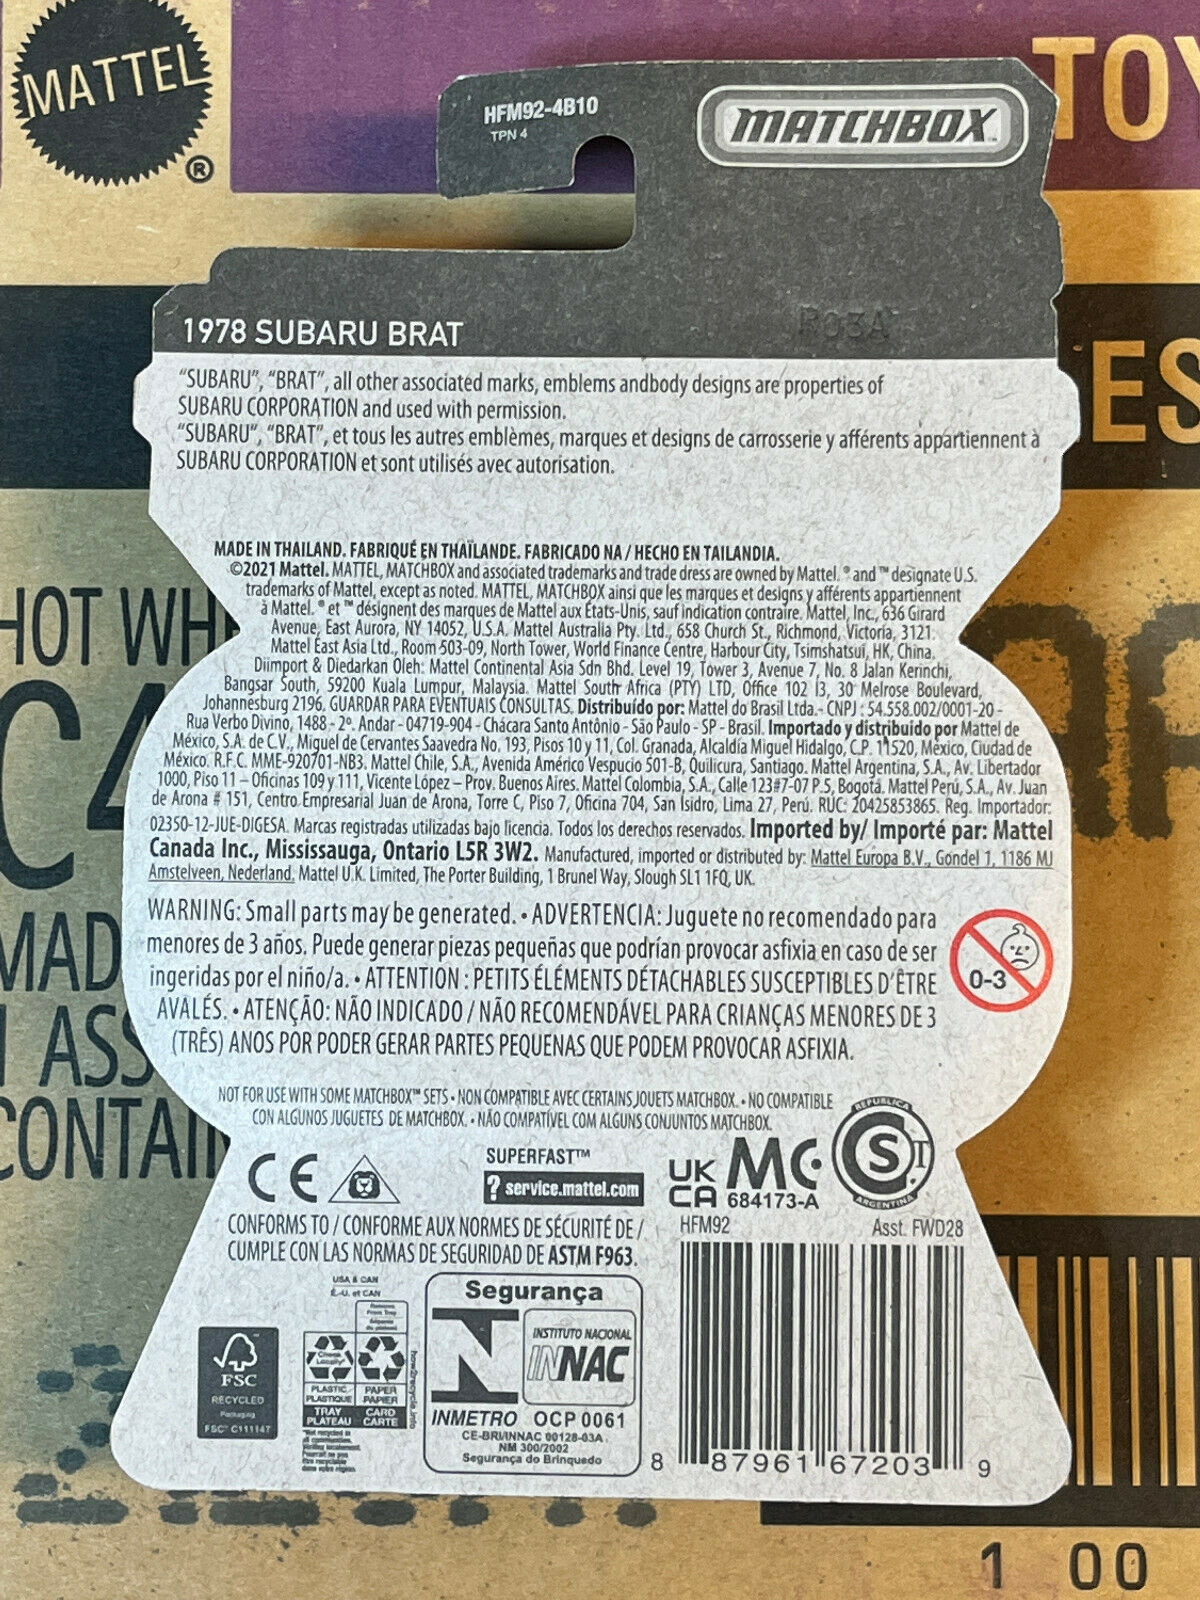 MATTEL
®
TOY
HFM92-4B10
TPN 4
MATCHBOX
R03A
1978 SUBARU BRAT
ES
“SUBARU”, “BRAT”, all other associated marks, emblems andbody designs are properties of
SUBARU CORPORATION and used with permission.
“SUBARU”, “BRAT”, et tous les autres emblèmes, marques et designs de carrosserie y afférents appartiennent à
SUBARU CORPORATION et sont utilisés avec autorisation.
MADE IN THAILAND. FABRIQUÉ EN THAÏLANDE. FABRICADO NA / HECHO EN TAILANDIA.
©2021 Mattel. MATTEL, MATCHBOX and associated trademarks and trade dress are owned by Mattel. ® and ™ designate U.S.
trademarks of Mattel, except as noted. MATTEL, MATCHBOX ainsi que les marques et designs y afférents appartiennent
à Mattel. ® et ™ désignent des marques de Mattel aux États-Unis, sauf indication contraire. Mattel, Inc., 636 Girard
Avenue, East Aurora, NY 14052, U.S.A. Mattel Australia Pty. Ltd., 658 Church St., Richmond, Victoria, 3121.
Mattel East Asia Ltd., Room 503-09, North Tower, World Finance Centre, Harbour City, Tsimshatsui, HK, China.
Diimport & Diedarkan Oleh: Mattel Continental Asia Sdn Bhd. Level 19, Tower 3, Avenue 7, No. 8 Jalan Kerinchi,
Bangsar South, 59200 Kuala Lumpur, Malaysia. Mattel South Africa (PTY) LTD, Office 102 I3, 30 Melrose Boulevard,
Johannesburg 2196. GUARDAR PARA EVENTUAIS CONSULTAS. Distribuído por: Mattel do Brasil Ltda.- CNPJ : 54.558.002/0001-20 -
Rua Verbo Divino, 1488 - 2º. Andar - 04719-904 - Chácara Santo Antônio - São Paulo - SP - Brasil. Importado y distribuido por Mattel de
México, S.A. de C.V., Miguel de Cervantes Saavedra No. 193, Pisos 10 y 11, Col. Granada, Alcaldía Miguel Hidalgo, C.P. 11520, México, Ciudad de
México. R.F.C. MME-920701-NB3. Mattel Chile, S.A., Avenida Américo Vespucio 501-B, Quilicura, Santiago. Mattel Argentina, S.A., Av. Libertador
1000, Piso 11 – Oficinas 109 y 111, Vicente López – Prov. Buenos Aires. Mattel Colombia, S.A., Calle 123#7-07 P.5, Bogotá. Mattel Perú, S.A., Av. Juan
de Arona # 151, Centro Empresarial Juan de Arona, Torre C, Piso 7, Oficina 704, San Isidro, Lima 27, Perú. RUC: 20425853865. Reg. Importador:
02350-12-JUE-DIGESA. Marcas registradas utilizadas bajo licencia. Todos los derechos reservados. Imported by/ Importé par: Mattel
Canada Inc., Mississauga, Ontario L5R 3W2. Manufactured, imported or distributed by: Mattel Europa B.V., Gondel 1, 1186 MJ
Amstelveen, Nederland. Mattel U.K. Limited, The Porter Building, 1 Brunel Way, Slough SL1 1FQ, UK.
HOT WH
C4
MAD
ASS
CONTAIN
WARNING: Small parts may be generated. • ADVERTENCIA: Juguete no recomendado para
menores de 3 años. Puede generar piezas pequeñas que podrían provocar asfixia en caso de ser
ingeridas por el niño/a. • ATTENTION : PETITS ÉLÉMENTS DÉTACHABLES SUSCEPTIBLES D'ÊTRE
AVALÉS. • ATENÇÃO: NÃO INDICADO / NÃO RECOMENDÁVEL PARA CRIANÇAS MENORES DE 3
(TRÊS) ANOS POR PODER GERAR PARTES PEQUENAS QUE PODEM PROVOCAR ASFIXIA.
0-3
NOT FOR USE WITH SOME MATCHBOX™ SETS • NON COMPATIBLE AVEC CERTAINS JOUETS MATCHBOX. • NO COMPATIBLE
CON ALGUNOS JUGUETES DE MATCHBOX. • NÃO COMPATÍVEL COM ALGUNS CONJUNTOS MATCHBOX.
CE
SUPERFAST™
? service.mattel.com
UK
CA
MC
684173-A
REPUBLICA
S T
ARGENTINA
CONFORMS TO / CONFORME AUX NORMES DE SÉCURITÉ DE /
CUMPLE CON LAS NORMAS DE SEGURIDAD DE ASTM F963.
HFM92 Asst. FWD28
USA & CAN
É.-U. et CAN
Remove
From Tray
PLASTIC
PLASTIQUE
TRAY
PLATEAU
PAPER
PAPIER
CARD
CARTE
how2recycle.info
FSC
RECYCLED
Packaging
FSC® C111147
Segurança
INSTITUTO NACIONAL
INNAC
INMETRO OCP 0061
CE-BRI/INNAC 00128-03A
NM 300/2002
Segurança do Brinquedo
8 87961 67203 9
1 00